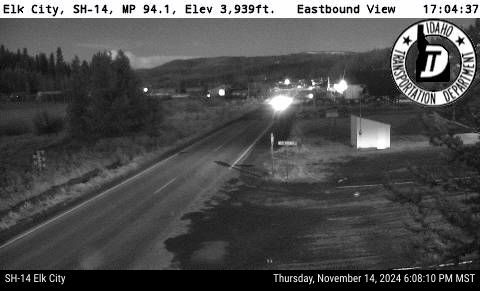 Elk City, SH-14, MP 94.1, Elev 3,939ft. Eastbound View 17:04:37
IDAHO
TRANSPORTATION DEPARTMENT
SH-14 Elk City Thursday, November 14, 2024 6:08:10 PM MST